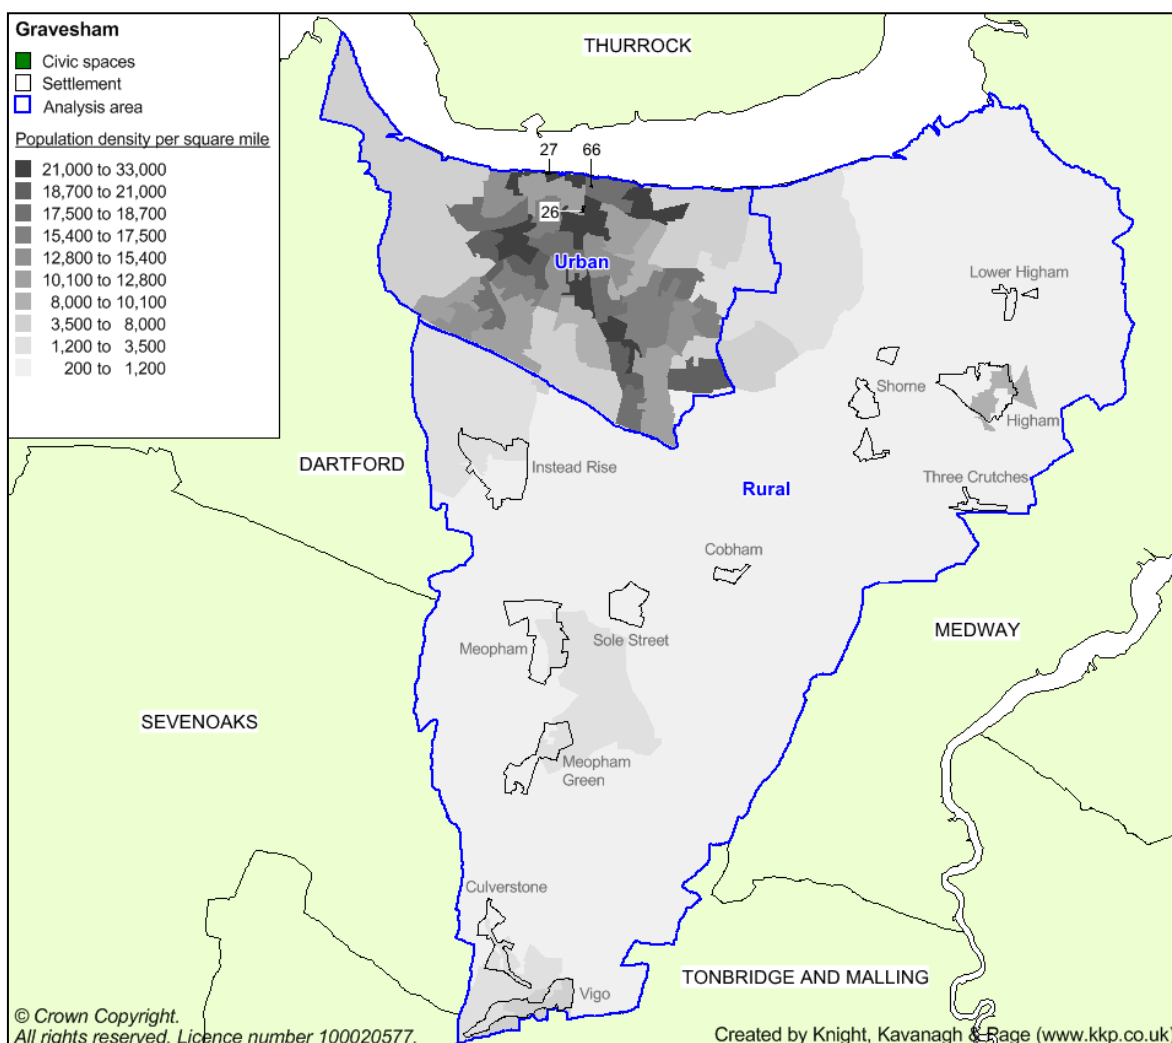 Gravesham
Civic spaces
Settlement
Analysis area
Population density per square mile
21,000 to 33,000
18,700 to 21,000
17,500 to 18,700
15,400 to 17,500
12,800 to 15,400
10,100 to 12,800
8,000 to 10,100
3,500 to 8,000
1,200 to 3,500
200 to 1,200
THURROCK
27
66
26
Urban
Lower Higham
Shorne
Higham
DARTFORD
Instead Rise
Rural
Three Crutches
Cobham
Meopham
Sole Street
MEDWAY
SEVENOAKS
Meopham
Green
Culverstone
TONBRIDGE AND MALLING
Vigo
© Crown Copyright.
All rights reserved. Licence number 100020577.
Created by Knight, Kavanagh & Page (www.kkp.co.uk)